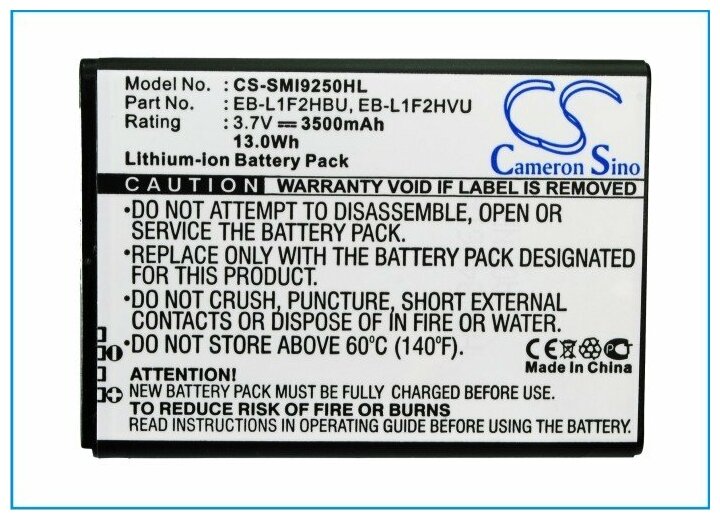 Model No. : CS-SMI9250HL
Part No. : EB-L1F2HBU, EB-L1F2HVU
Rating : 3.7V 3500mAh
13.0Wh
Lithium-ion Battery Pack
CS
Cameron Sino
CAUTION WARRANTY VOID IF LABEL IS REMOVED
•DO NOT ATTEMPT TO DISASSEMBLE, OPEN OR
SERVICE THE BATTERY PACK.
•REPLACE ONLY WITH THE BATTERY PACK DESIGNATED
FOR THIS EQUIPMENT.
•DO NOT CRUSH, PUNCTURE, SHORT EXTERNAL
CONTACTS OR DISPOSE OF IN FIRE OR WATER.
•DO NOT STORE ABOVE 60°C (140°F).
CE PC
Made In China
ATTENTION!
NEW BATTERY PACK MUST BE FULLY CHARGED BEFORE USE
TO REDUCE RISK OF FIRE OR BURNS
READ INSTRUCTIONS IN OPERATING GUIDE BEFORE USING THE BATTERY.